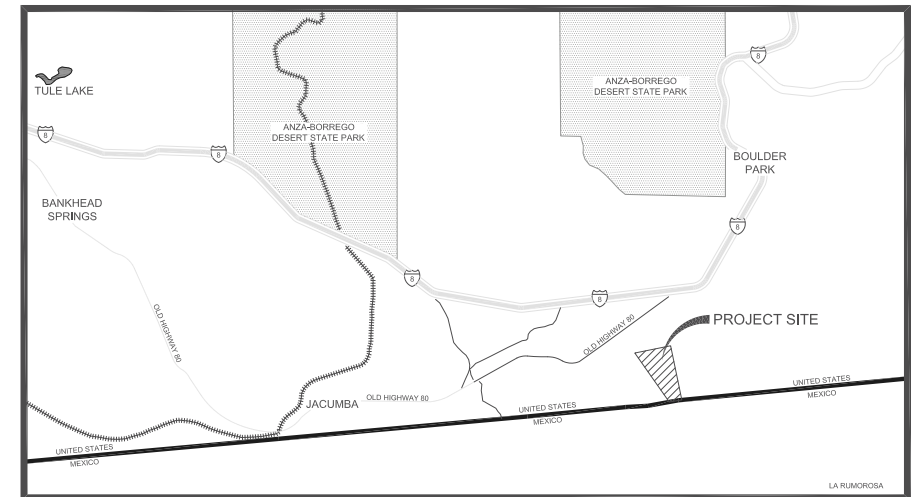 8
TULE LAKE
ANZA-BORREGO
DESERT STATE PARK
8
ANZA-BORREGO
DESERT STATE PARK
8
8
BOULDER
PARK
BANKHEAD
SPRINGS
8
8
8
OLD HIGHWAY 80
OLD HIGHWAY 80
PROJECT SITE
JACUMBA
OLD HIGHWAY 80
UNITED STATES
MEXICO
UNITED STATES
MEXICO
UNITED STATES
MEXICO
LA RUMOROSA